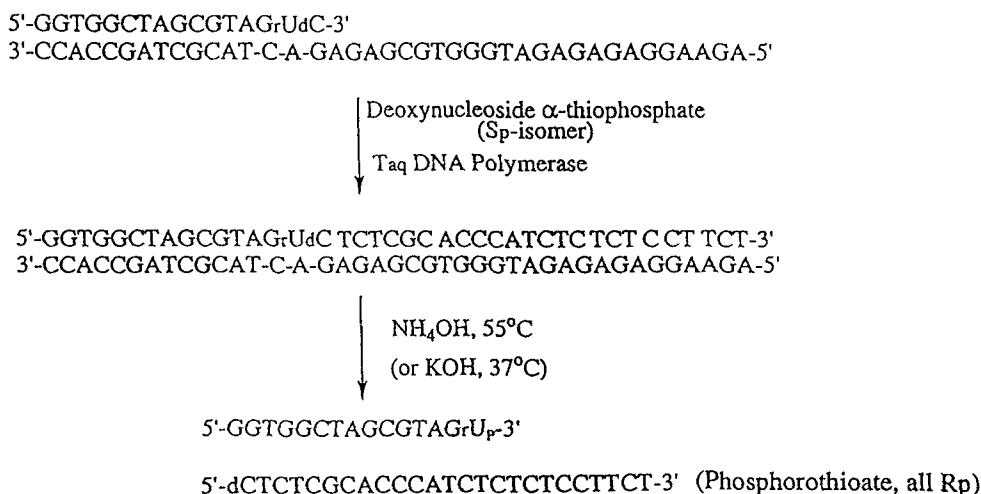 5'-GGTGGCTAGCGTAGrUdC-3'
3'-CCACCGATCGCAT-C-A-GAGAGCGTGGGTAGAGAGAGGAAGA-5'
Deoxynucleoside α-thiophosphate
(Sp-isomer)
Taq DNA Polymerase
5'-GGTGGCTAGCGTAGrUdC TCTCGC ACCCATCTC TCT C CT TCT-3'
3'-CCACCGATCGCAT-C-A-GAGAGCGTGGGTAGAGAGAGGAAGA-5'
NH₄OH, 55°C
(or KOH, 37°C)
5'-GGTGGCTAGCGTAGrUp-3'
5'-dCTCTCGCACCCATCTCTCTCCTTCT-3' (Phosphorothioate, all Rp)